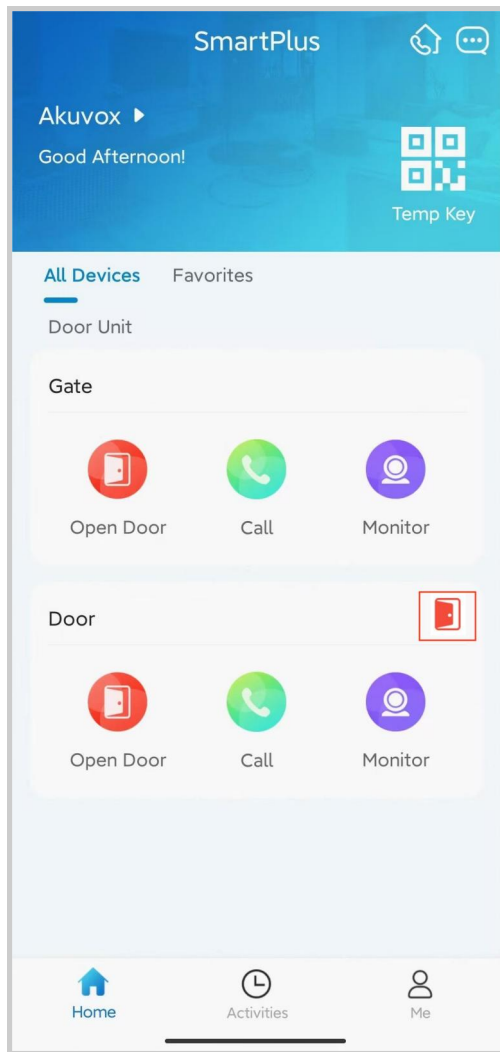 SmartPlus
Akuvox
Good Afternoon!
Temp Key
All Devices Favorites
Door Unit
Gate
Open Door Call Monitor
Door
Open Door Call Monitor
Home Activities Me